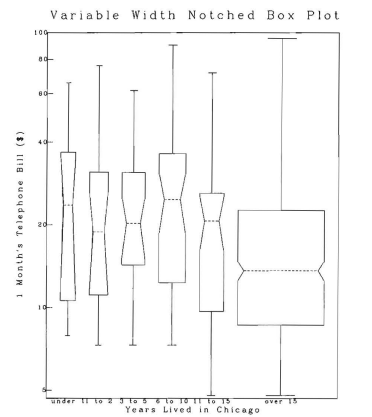 Variable Width Notched Box Plot
1 Month's Telephone Bill ($)
100
80
60
40
20
10
5
under 1 1 to 2 3 to 5 6 to 10 11 to 15 over 15
Years Lived in Chicago